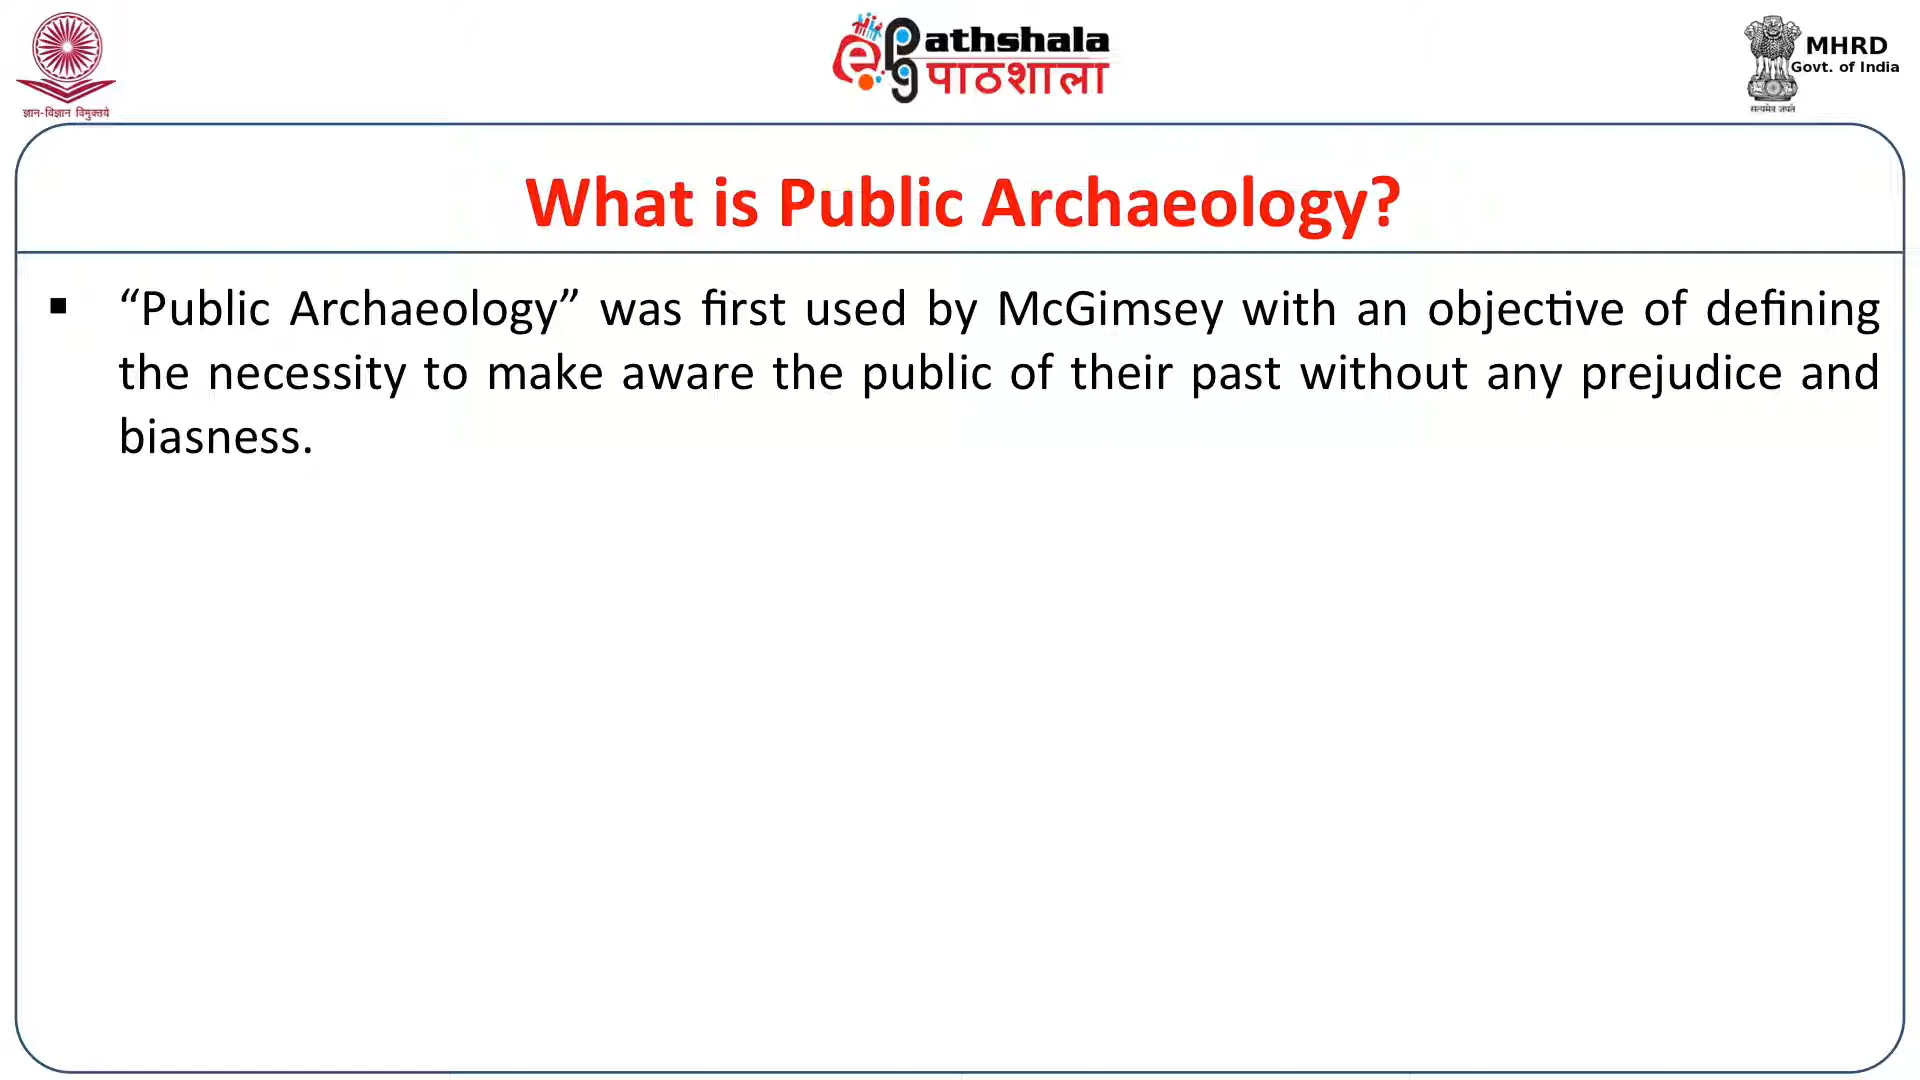 ज्ञान-विज्ञान विमुक्तये
e Pathshala
पाठशाला
MHRD
Govt. of India
सत्यमेव जयते
What is Public Archaeology?
▪ “Public Archaeology” was first used by McGimsey with an objective of defining
the necessity to make aware the public of their past without any prejudice and
biasness.